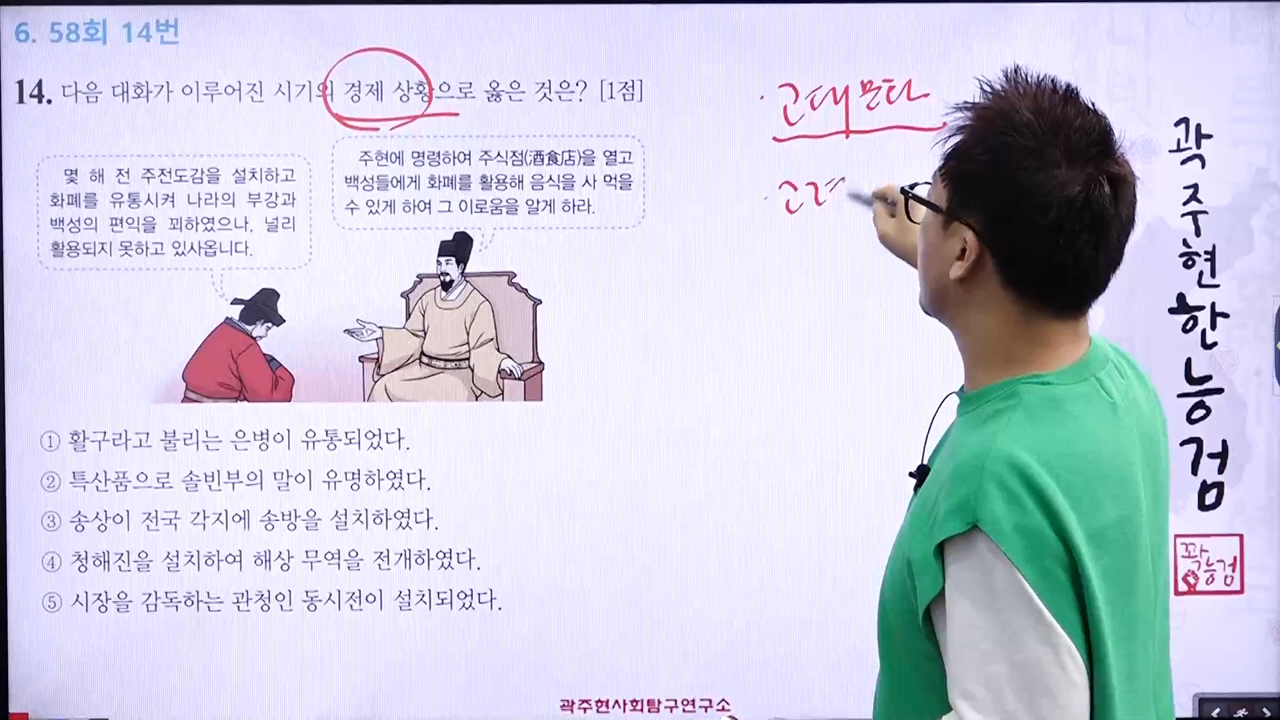 6. 58회 14번
14. 다음 대화가 이루어진 시기의 경제 상황으로 옳은 것은? [1점]
몇 해 전 주전도감을 설치하고
화폐를 유통시켜 나라의 부강과
백성의 편익을 꾀하였으나, 널리
활용되지 못하고 있사옵니다.
주현에 명령하여 주식점(酒食店)을 열고
백성들에게 화폐를 활용해 음식을 사 먹을
수 있게 하여 그 이로움을 알게 하라.
① 활구라고 불리는 은병이 유통되었다.
② 특산품으로 솔빈부의 말이 유명하였다.
③ 송상이 전국 각지에 송방을 설치하였다.
④ 청해진을 설치하여 해상 무역을 전개하였다.
⑤ 시장을 감독하는 관청인 동시전이 설치되었다.
고대
고려
곽주현한능검
꽉능검
곽주현사회탐구연구소